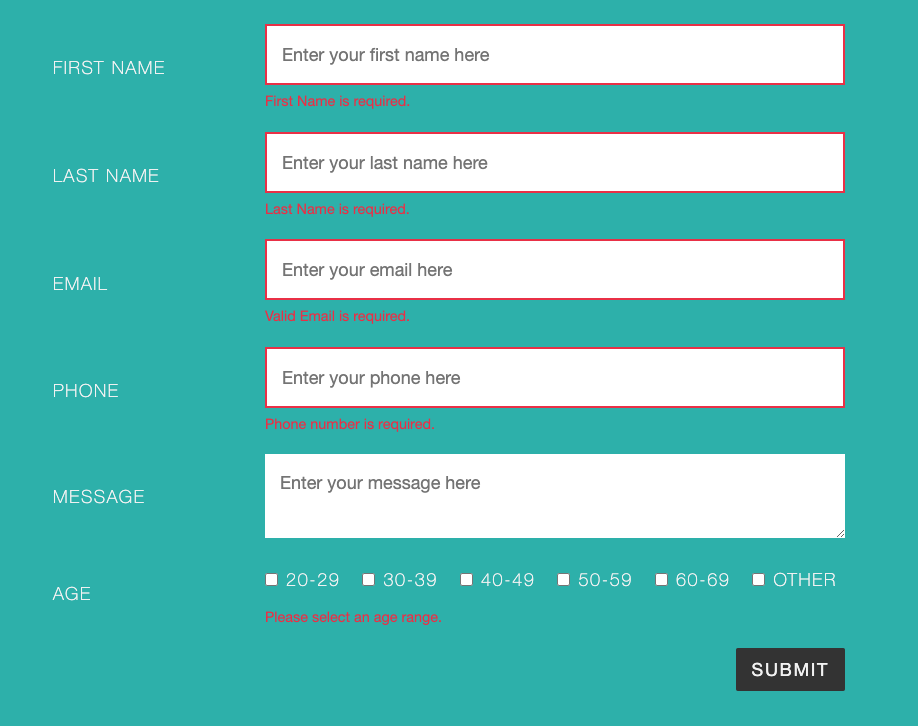 FIRST NAME
Enter your first name here
First Name is required.
LAST NAME
Enter your last name here
Last Name is required.
EMAIL
Enter your email here
Valid Email is required.
PHONE
Enter your phone here
Phone number is required.
MESSAGE
Enter your message here
AGE
20-29 30-39 40-49 50-59 60-69 OTHER
Please select an age range.
SUBMIT